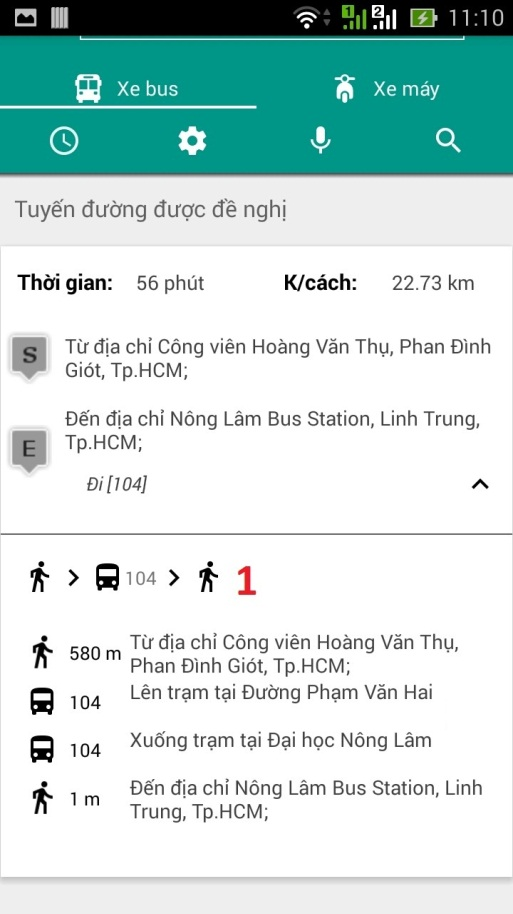 1 2 11:10
Xe bus Xe máy
Tuyến đường được đề nghị
Thời gian: 56 phút K/cách: 22.73 km
S Từ địa chỉ Công viên Hoàng Văn Thụ, Phan Đình
Giót, Tp.HCM;
Đến địa chỉ Nông Lâm Bus Station, Linh Trung,
E Tp.HCM;
Đi [104]
104 1
580 m Từ địa chỉ Công viên Hoàng Văn Thụ,
Phan Đình Giót, Tp.HCM;
104 Lên trạm tại Đường Phạm Văn Hai
104 Xuống trạm tại Đại học Nông Lâm
1 m Đến địa chỉ Nông Lâm Bus Station, Linh
Trung, Tp.HCM;